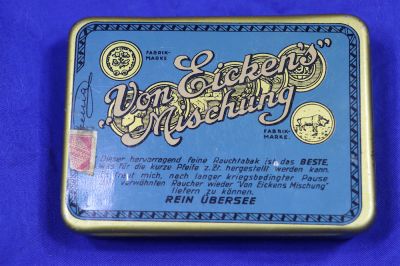 FABRIK-
MARKE
"Von Eicken's"
"Mischung"
FABRIK-
MARKE.
Dieser hervorragend feine Rauchtabak ist das BESTE,
was für die kurze Pfeife z.Zt. hergestellt werden kann.
freut mich, nach langer kriegsbedingter Pause
verwöhnten Raucher wieder "Von Eickens Mischung"
liefern zu können.
REIN ÜBERSEE